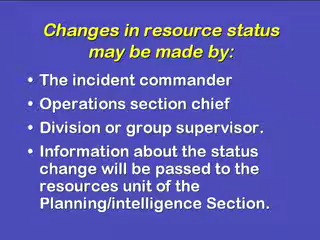 Changes in resource status
may be made by:
• The incident commander
• Operations section chief
• Division or group supervisor.
• Information about the status
change will be passed to the
resources unit of the
Planning/intelligence Section.